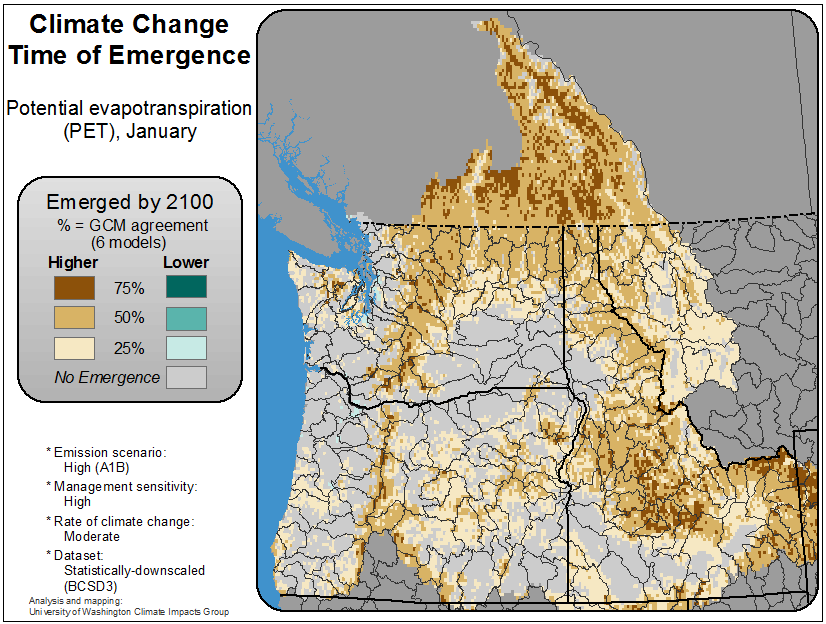 Climate Change
Time of Emergence
Potential evapotranspiration
(PET), January
Emerged by 2100
% = GCM agreement
(6 models)
Higher Lower
75%
50%
25%
No Emergence
* Emission scenario:
High (A1B)
* Management sensitivity:
High
* Rate of climate change:
Moderate
* Dataset:
Statistically-downscaled
(BCSD3)
Analysis and mapping:
University of Washington Climate Impacts Group